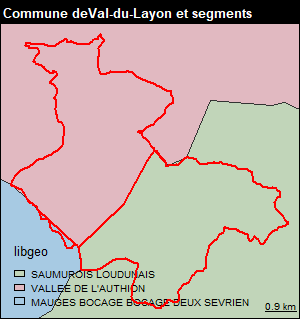 Commune deVal-du-Layon et segments
libgeo
SAUMUROIS LOUDUNAIS
VALLEE DE L'AUTHION
MAUGES BOCAGE BOCAGE DEUX SEVRIEN
0.9 km